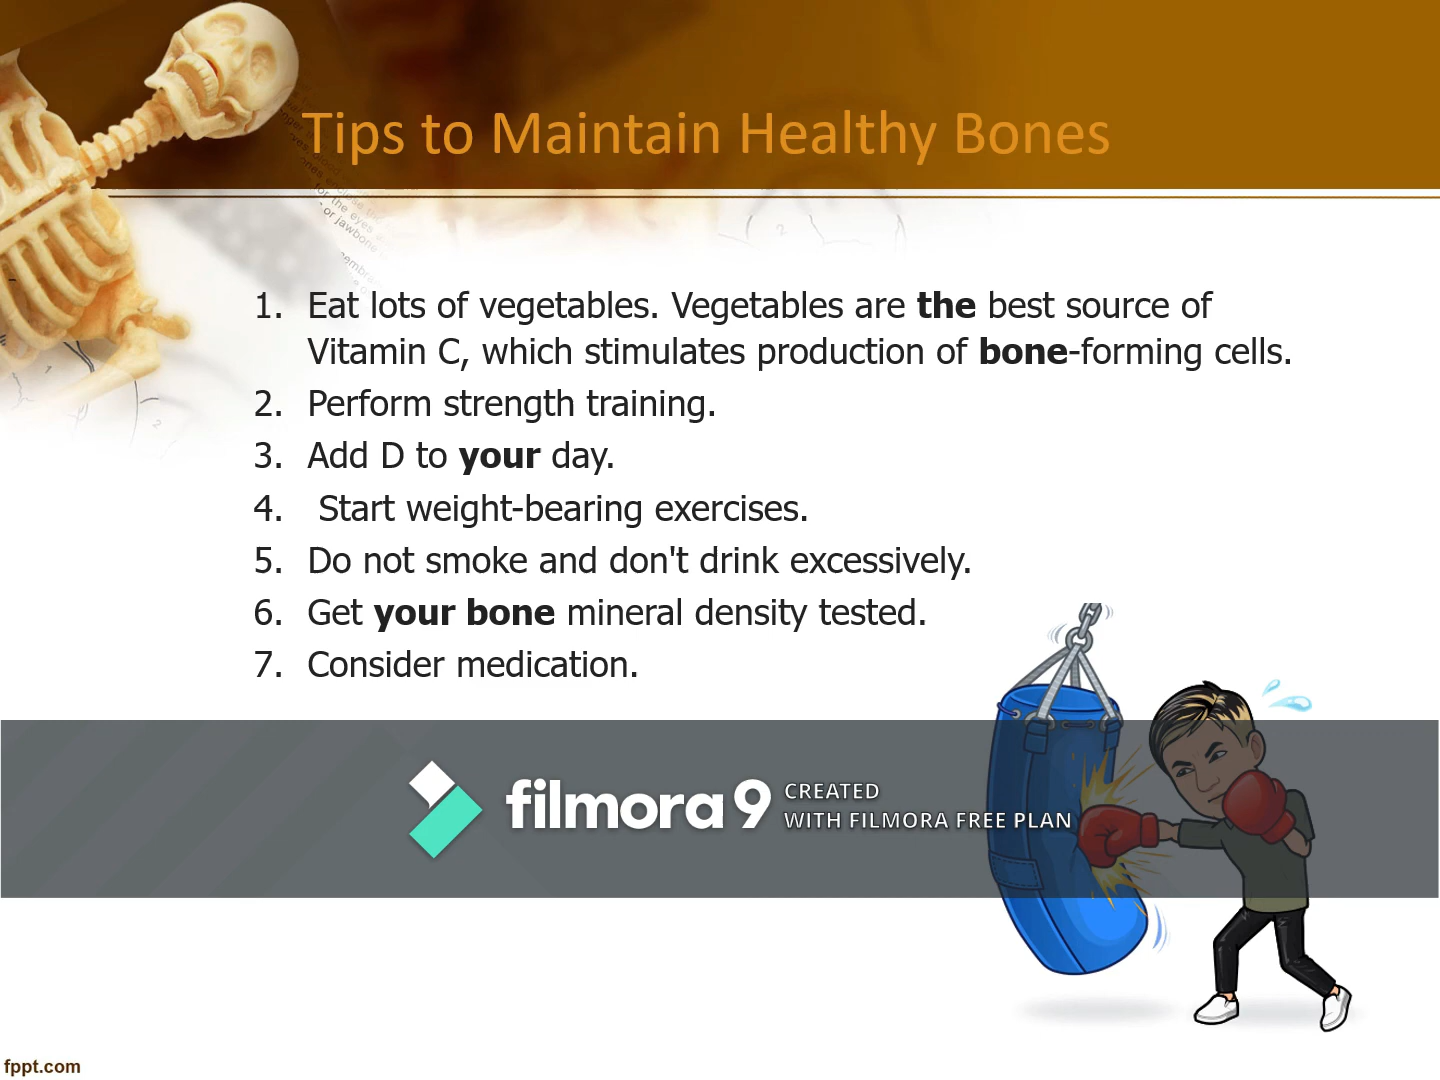 Tips to Maintain Healthy Bones
1. Eat lots of vegetables. Vegetables are the best source of
Vitamin C, which stimulates production of bone-forming cells.
2. Perform strength training.
3. Add D to your day.
4. Start weight-bearing exercises.
5. Do not smoke and don't drink excessively.
6. Get your bone mineral density tested.
7. Consider medication.
filmora 9 CREATED
WITH FILMORA FREE PLAN
fppt.com